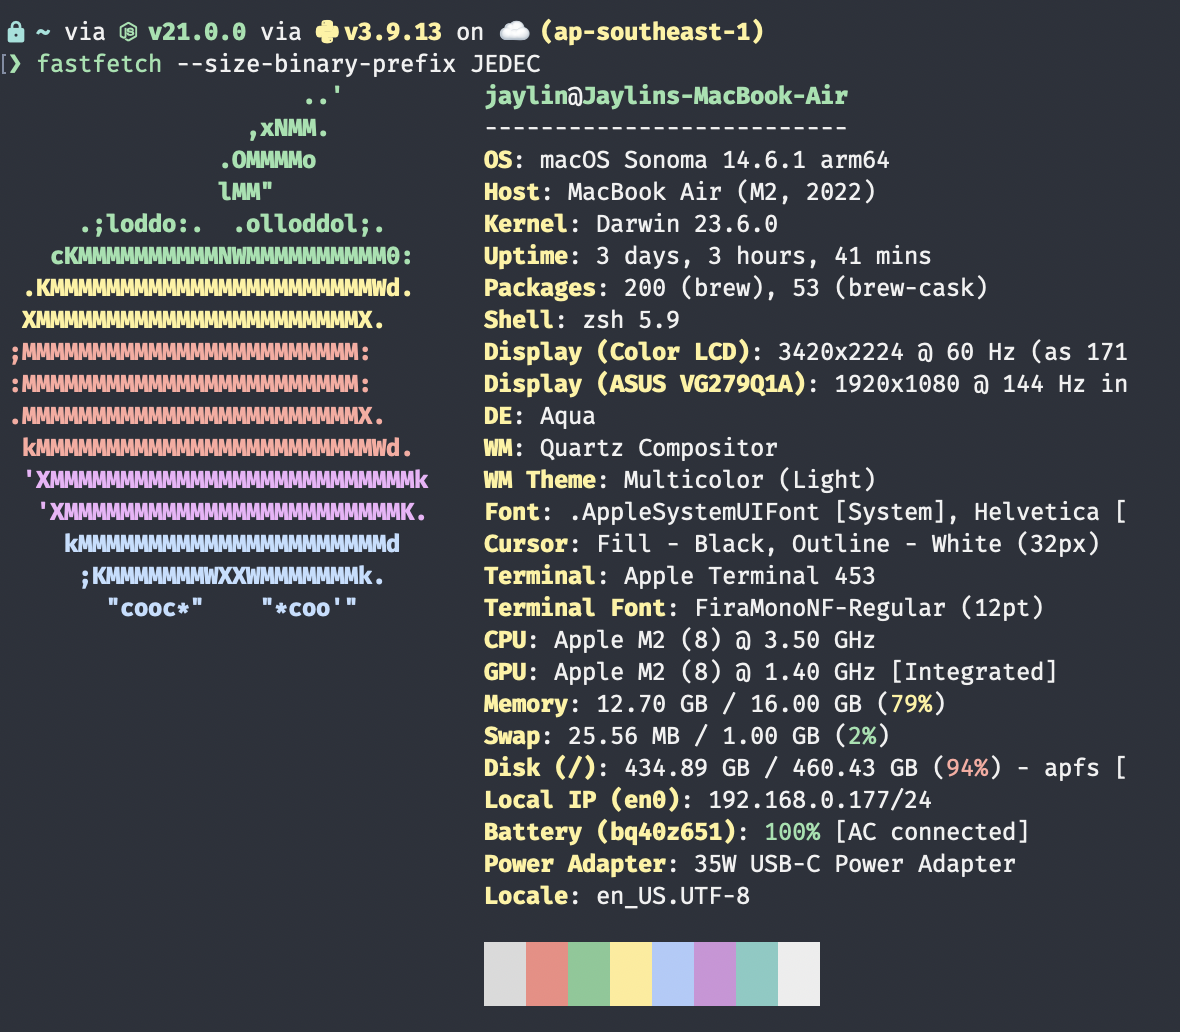 ~ via v21.0.0 via v3.9.13 on (ap-southeast-1)
[❯ fastfetch --size-binary-prefix JEDEC
..'
,xNMM.
.OMMMMo
lMM"
.;loddo:.  .olloddol;.
cKMMMMMMMMMMNWMMMMMMMMMM0:
.KMMMMMMMMMMMMMMMMMMMMMMMWd.
XMMMMMMMMMMMMMMMMMMMMMMMX.
;MMMMMMMMMMMMMMMMMMMMMMMM:
:MMMMMMMMMMMMMMMMMMMMMMMM:
.MMMMMMMMMMMMMMMMMMMMMMMMX.
kMMMMMMMMMMMMMMMMMMMMMMMMWd.
'XMMMMMMMMMMMMMMMMMMMMMMMMMMk
'XMMMMMMMMMMMMMMMMMMMMMMMMK.
kMMMMMMMMMMMMMMMMMMMMMMd
;KMMMMMMMWXXWMMMMMMMk.
"cooc*"    "*coo'"
jaylin@Jaylins-MacBook-Air
--------------------------
OS: macOS Sonoma 14.6.1 arm64
Host: MacBook Air (M2, 2022)
Kernel: Darwin 23.6.0
Uptime: 3 days, 3 hours, 41 mins
Packages: 200 (brew), 53 (brew-cask)
Shell: zsh 5.9
Display (Color LCD): 3420x2224 @ 60 Hz (as 171
Display (ASUS VG279Q1A): 1920x1080 @ 144 Hz in
DE: Aqua
WM: Quartz Compositor
WM Theme: Multicolor (Light)
Font: .AppleSystemUIFont [System], Helvetica [
Cursor: Fill - Black, Outline - White (32px)
Terminal: Apple Terminal 453
Terminal Font: FiraMonoNF-Regular (12pt)
CPU: Apple M2 (8) @ 3.50 GHz
GPU: Apple M2 (8) @ 1.40 GHz [Integrated]
Memory: 12.70 GB / 16.00 GB (79%)
Swap: 25.56 MB / 1.00 GB (2%)
Disk (/): 434.89 GB / 460.43 GB (94%) - apfs [
Local IP (en0): 192.168.0.177/24
Battery (bq40z651): 100% [AC connected]
Power Adapter: 35W USB-C Power Adapter
Locale: en_US.UTF-8